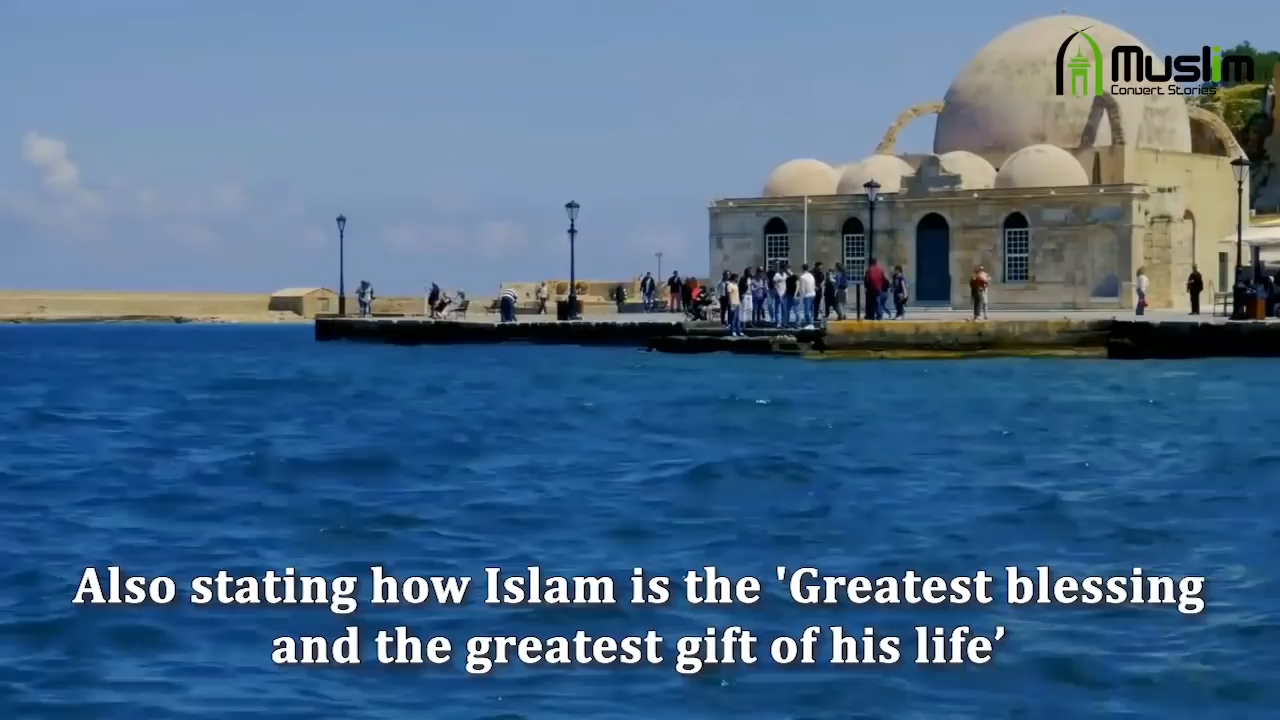 Muslim
Convert Stories
Also stating how Islam is the 'Greatest blessing
and the greatest gift of his life’